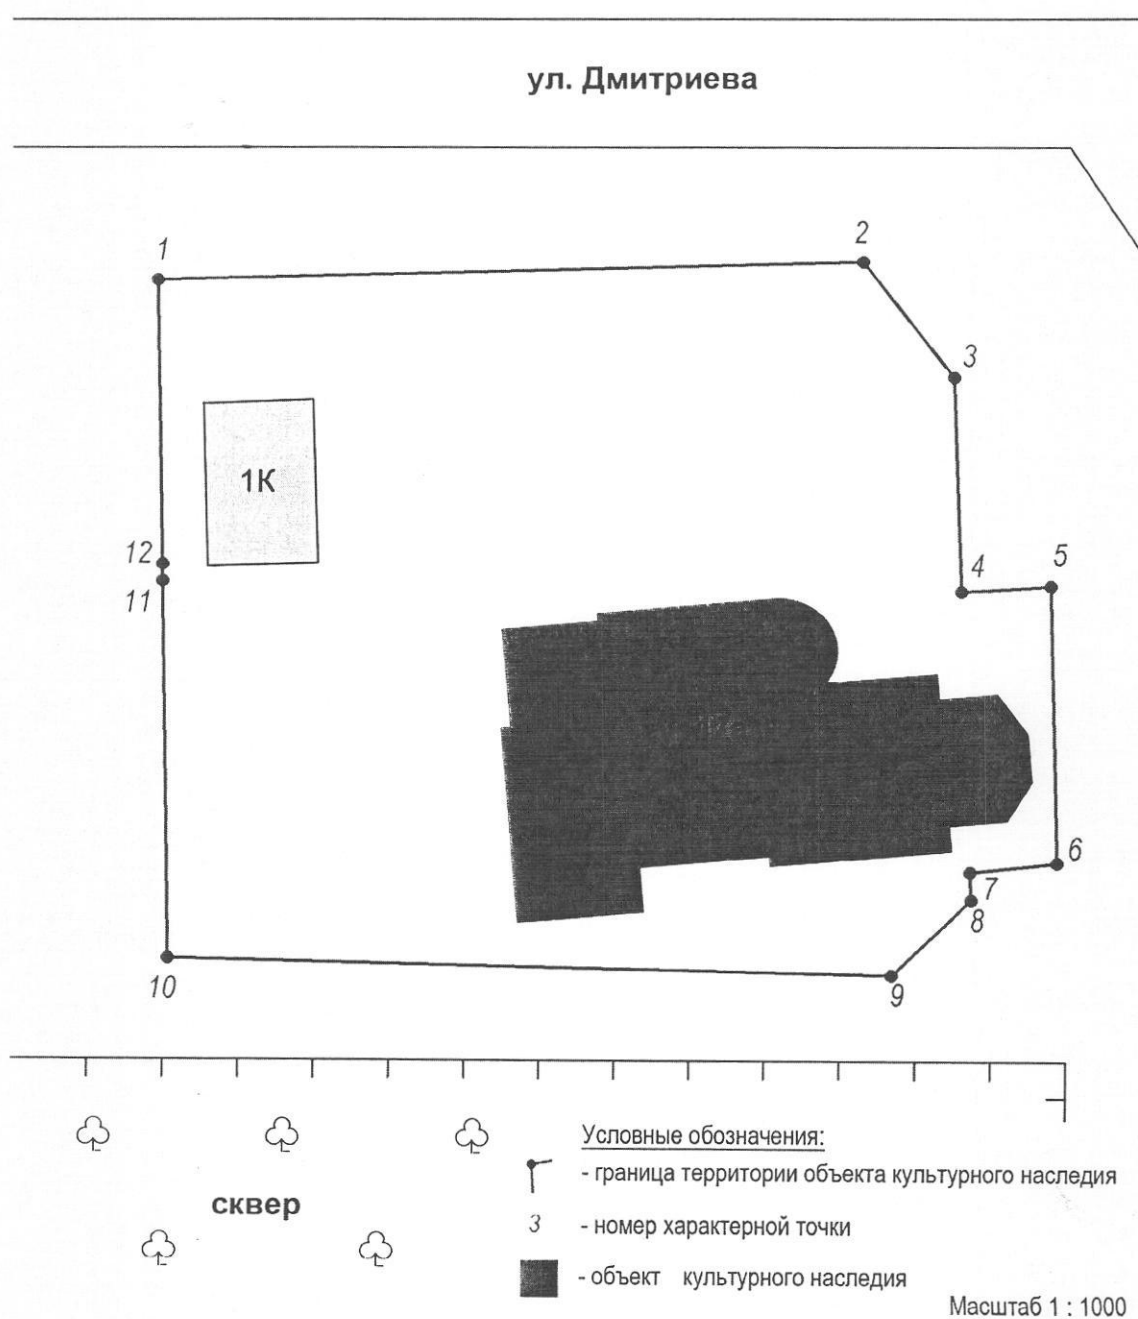 ул. Дмитриева
1
2
3
1К
12
11
4
5
6
7
8
10
9
Условные обозначения:
- граница территории объекта культурного наследия
сквер
3 - номер характерной точки
- объект культурного наследия
Масштаб 1 : 1000